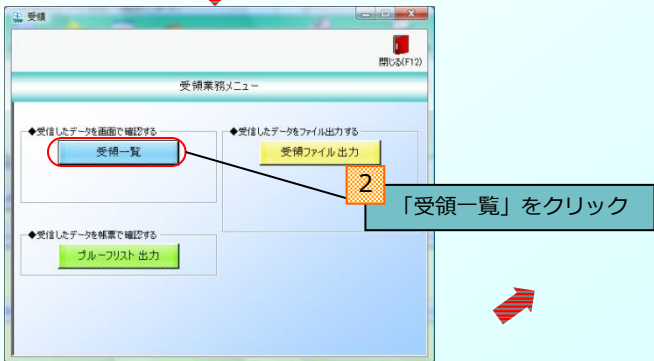 受領
閉じる(F12)
受領業務メニュー
◆受信したデータを画面で確認する
受領一覧
◆受信したデータをファイル出力する
受領ファイル出力
2
「受領一覧」をクリック
◆受信したデータを帳票で確認する
プルーフリスト出力